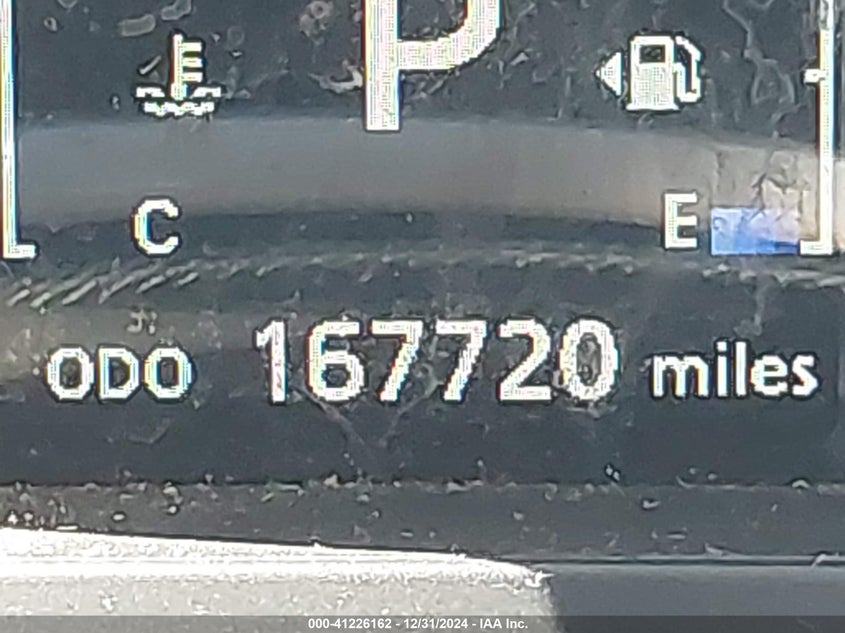 P
C E
ODO 167720 miles
000-41226162 - 12/31/2024 - IAA Inc.